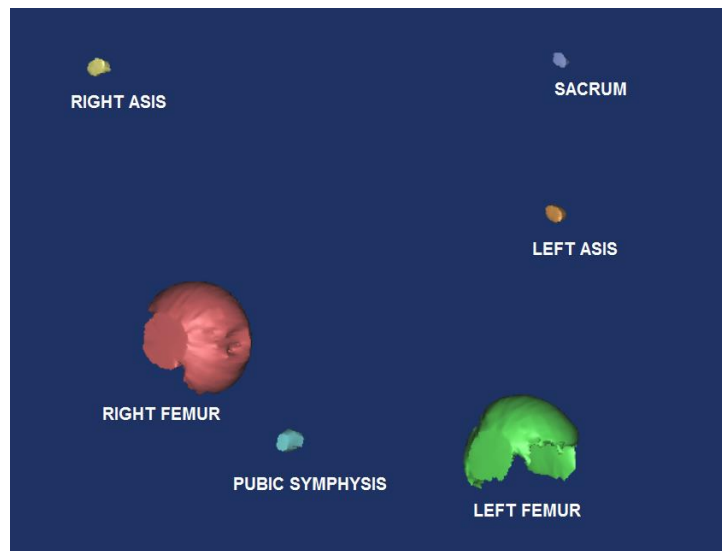 RIGHT ASIS
SACRUM
LEFT ASIS
RIGHT FEMUR
PUBIC SYMPHYSIS
LEFT FEMUR